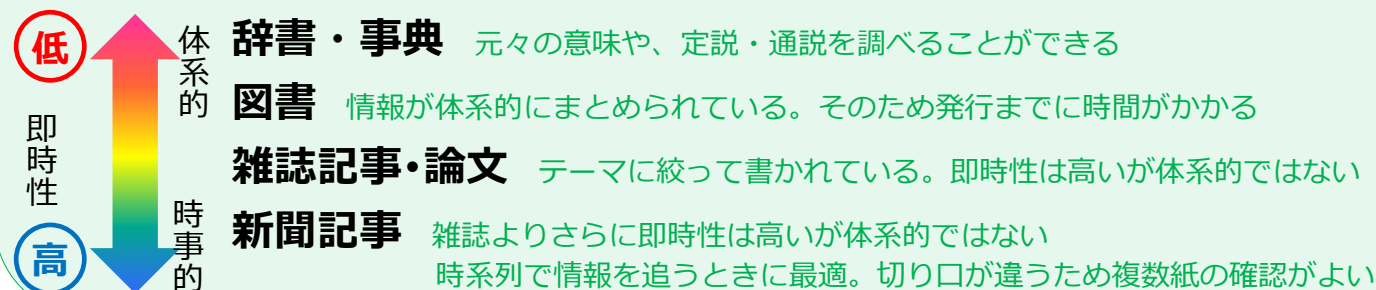 低
即時性
高
体系的
時事的
辞書・事典 元々の意味や、定説・通説を調べることができる
図書 情報が体系的にまとめられている。そのため発行までに時間がかかる
雑誌記事・論文 テーマに絞って書かれている。即時性は高いが体系的ではない
新聞記事 雑誌よりさらに即時性は高いが体系的ではない
時系列で情報を追うときに最適。切り口が違うため複数紙の確認がよい